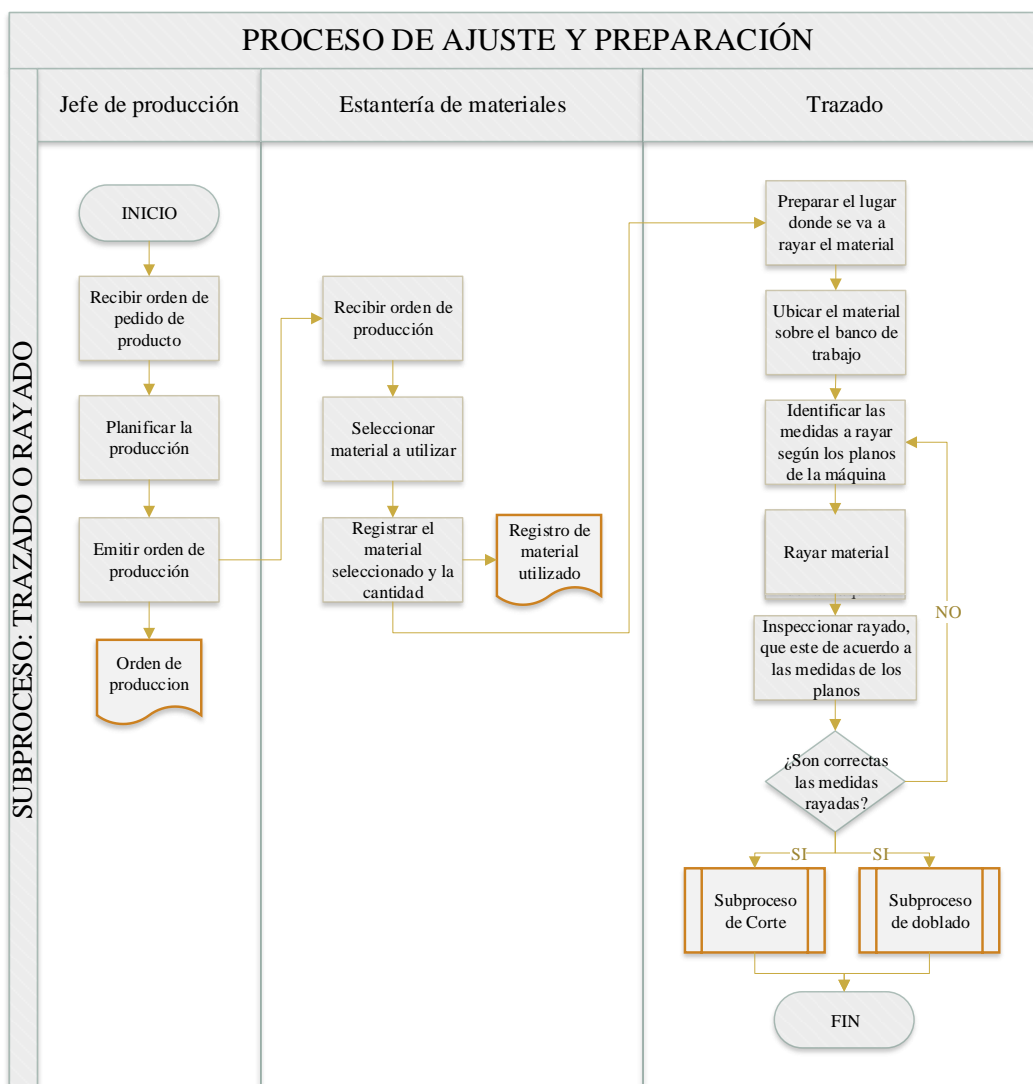 PROCESO DE AJUSTE Y PREPARACIÓN
SUBPROCESO: TRAZADO O RAYADO
Jefe de producción
Estantería de materiales
Trazado
INICIO
Recibir orden de
pedido de
producto
Planificar la
producción
Emitir orden de
producción
Orden de
produccion
Recibir orden de
producción
Seleccionar
material a utilizar
Registrar el
material
seleccionado y la
cantidad
Registro de
material
utilizado
Preparar el lugar
donde se va a
rayar el material
Ubicar el material
sobre el banco de
trabajo
Identificar las
medidas a rayar
según los planos
de la máquina
Rayar material
Inspeccionar rayado,
que este de acuerdo a
las medidas de los
planos
¿Son correctas
las medidas
rayadas?
NO
SI
SI
Subproceso
de Corte
Subproceso
de doblado
FIN